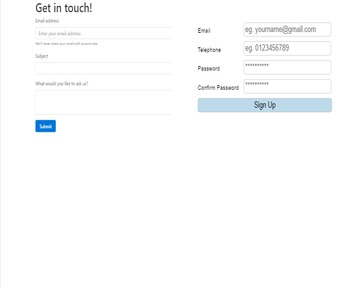 Get in touch!
Email address
Enter your email address
We'll never share your email with anyone else.
Subject
What would you like to ask us?
Submit
Email
eg. yourname@gmail.com
Telephone
eg. 0123456789
Password
**********
Confirm Password
**********
Sign Up